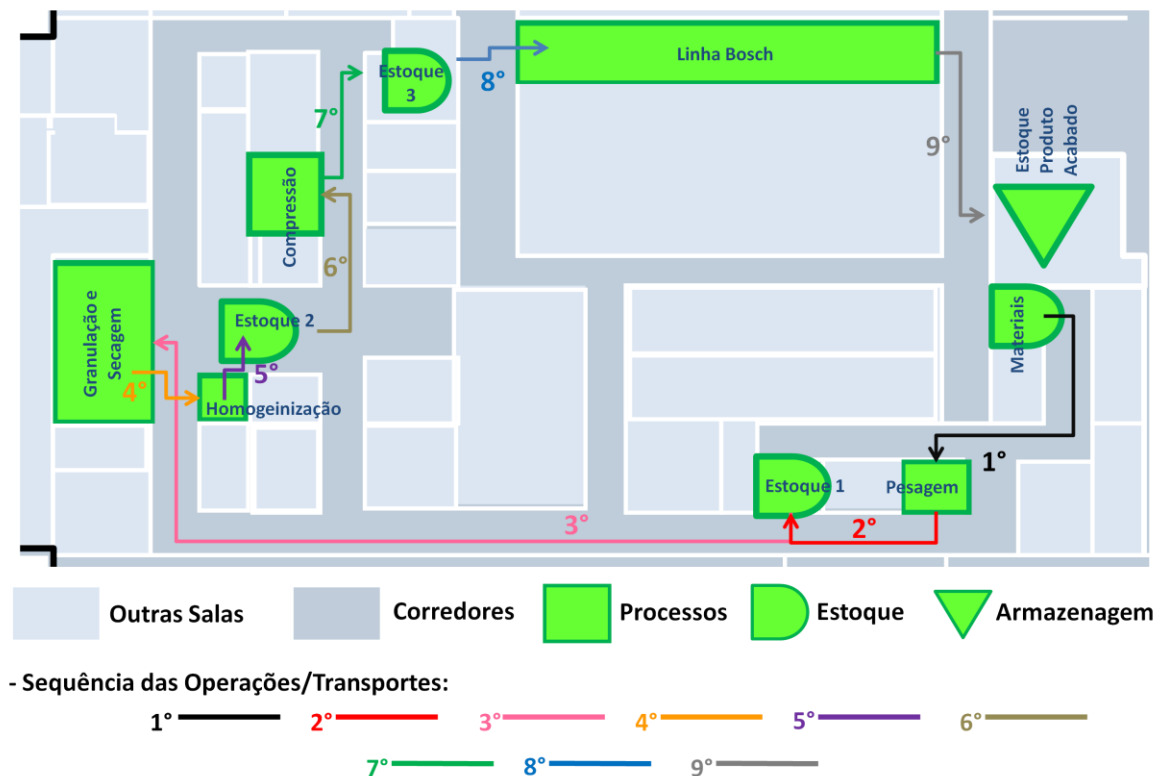 Estoque
3
8°
Linha Bosch
7°
9°
Estoque
Produto
Acabado
Compressão
6°
Granulação e
Secagem
Estoque 2
5°
4°
Homogeinização
Materiais
1°
Estoque 1
Pesagem
3°
2°
Outras Salas
Corredores
Processos
Estoque
Armazenagem
- Sequência das Operações/Transportes:
1°
2°
3°
4°
5°
6°
7°
8°
9°